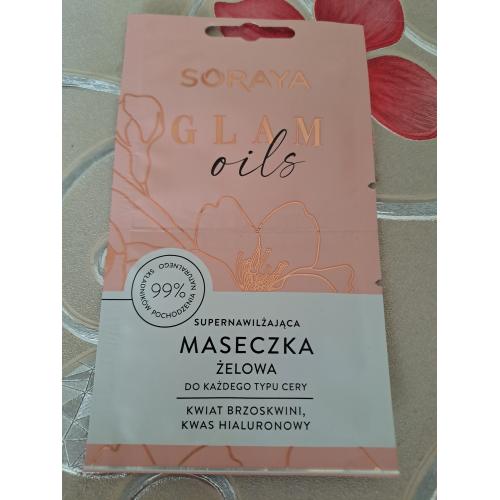 SORAYA
GLAM
oils
99%
SKŁADNIKÓW POCHODZENIA NATURALNEGO
SUPERNAWILŻAJĄCA
MASECZKA
ŻELOWA
DO KAŻDEGO TYPU CERY
KWIAT BRZOSKWINI,
KWAS HIALURONOWY